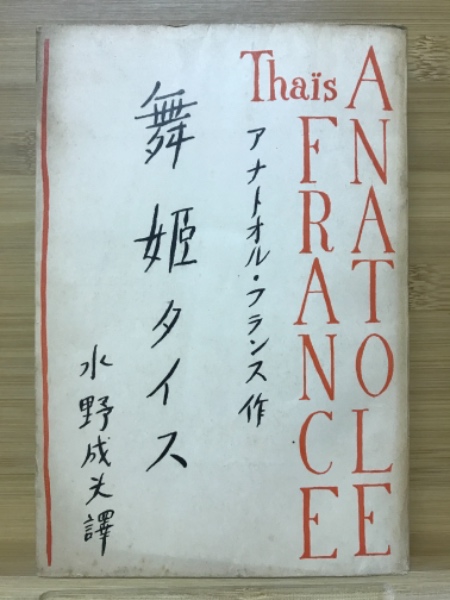 ANATOLE
FRANCE
Thaïs
アナトオル・フランス作
舞姫タイス
水野成夫譯